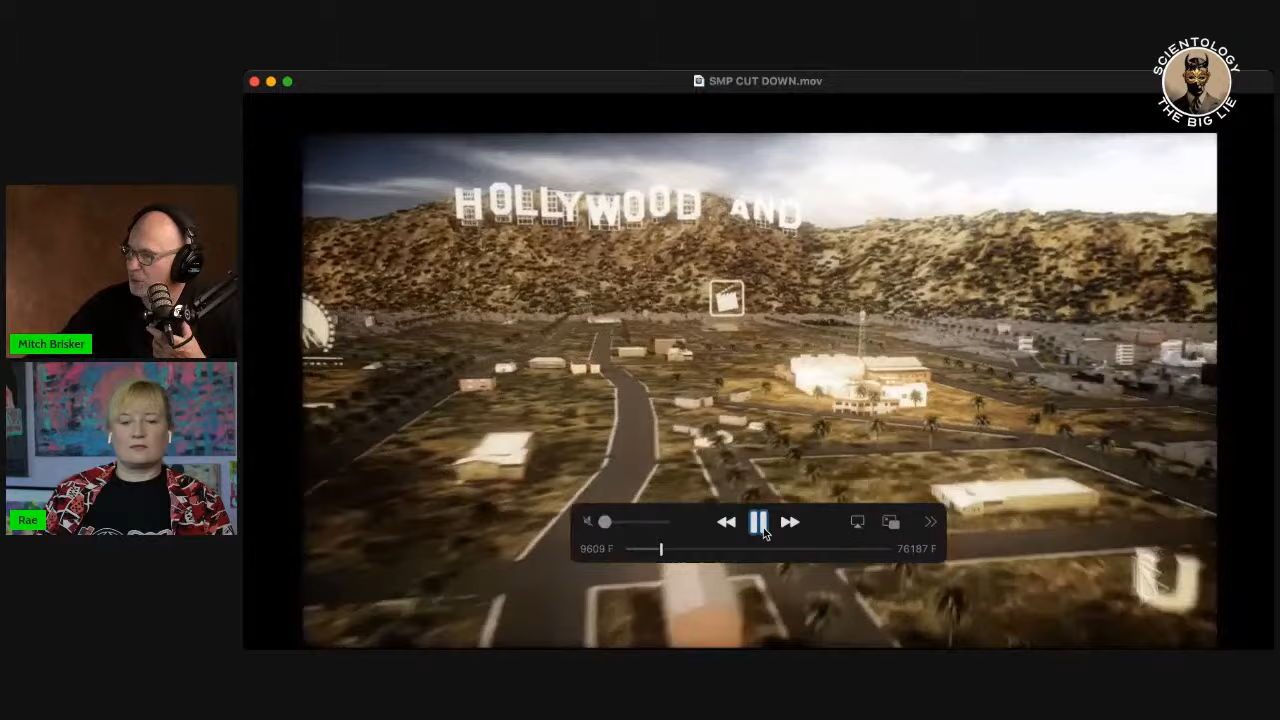 SMP CUT DOWN.mov
SCIENTOLOGY
THE BIG LIE
HOLLYWOOD AND
Mitch Brisker
U
9609 F
76187 F
Rae